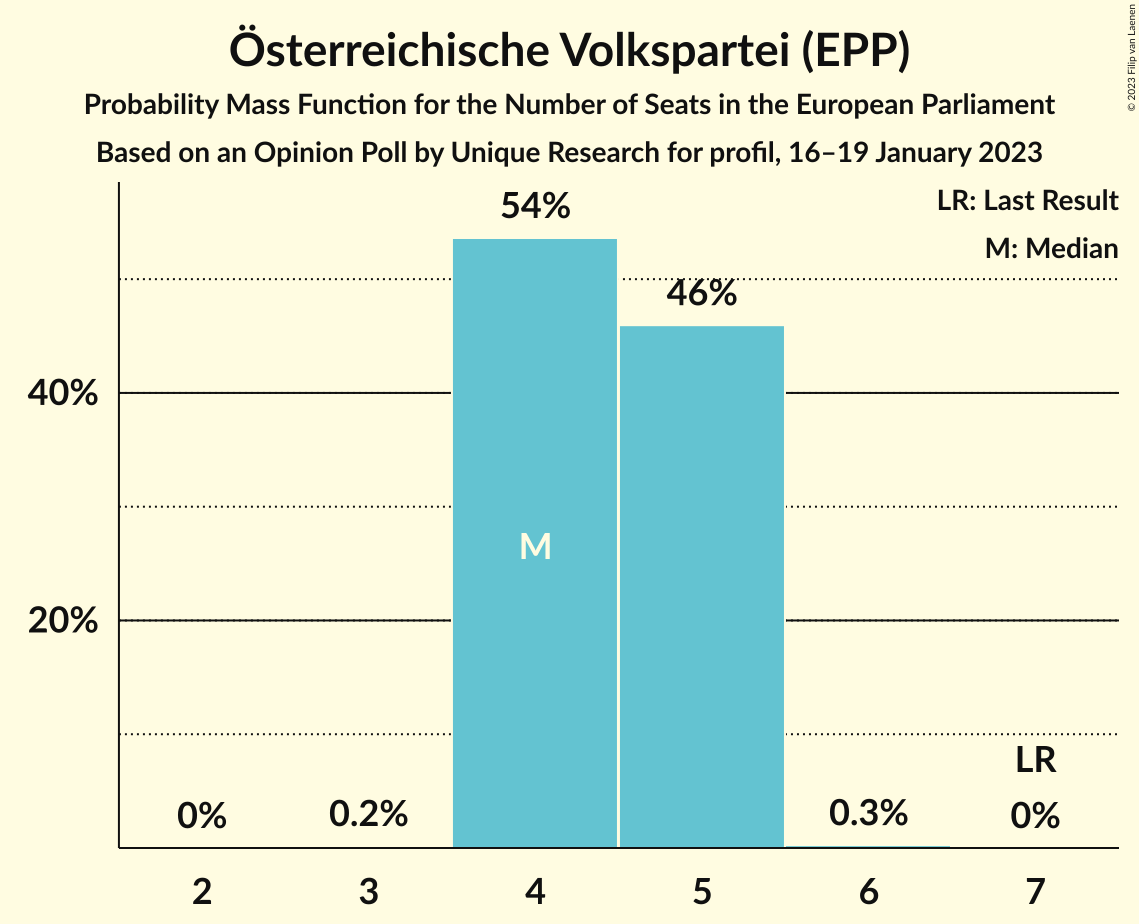 Österreichische Volkspartei (EPP)
Probability Mass Function for the Number of Seats in the European Parliament
Based on an Opinion Poll by Unique Research for profil, 16–19 January 2023
© 2023 Filip van Laenen
LR: Last Result
M: Median
54%
46%
40%
M
20%
LR
0%
0.2%
0.3%
0%
2
3
4
5
6
7